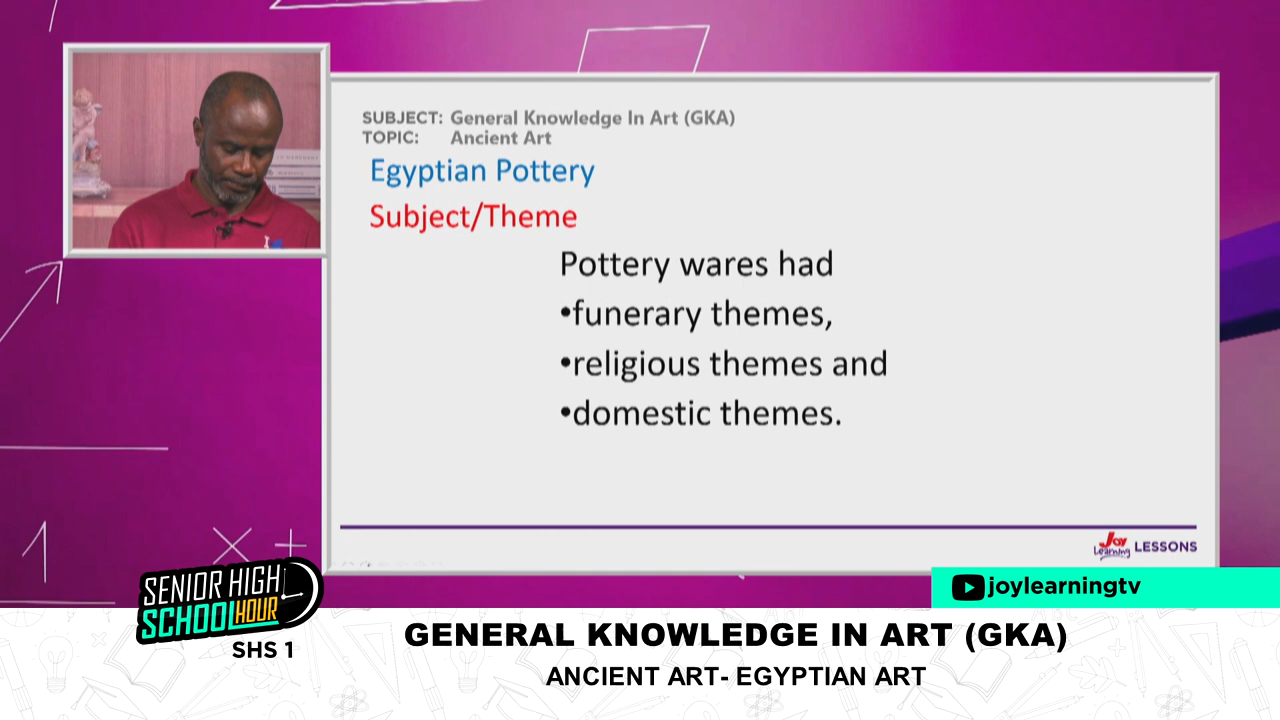 SUBJECT: General Knowledge In Art (GKA)
TOPIC: Ancient Art
Egyptian Pottery
Subject/Theme
Pottery wares had
•funerary themes,
•religious themes and
•domestic themes.
Joy Learning LESSONS
joylearningtv
SENIOR HIGH
SCHOOL HOUR
SHS 1
GENERAL KNOWLEDGE IN ART (GKA)
ANCIENT ART- EGYPTIAN ART